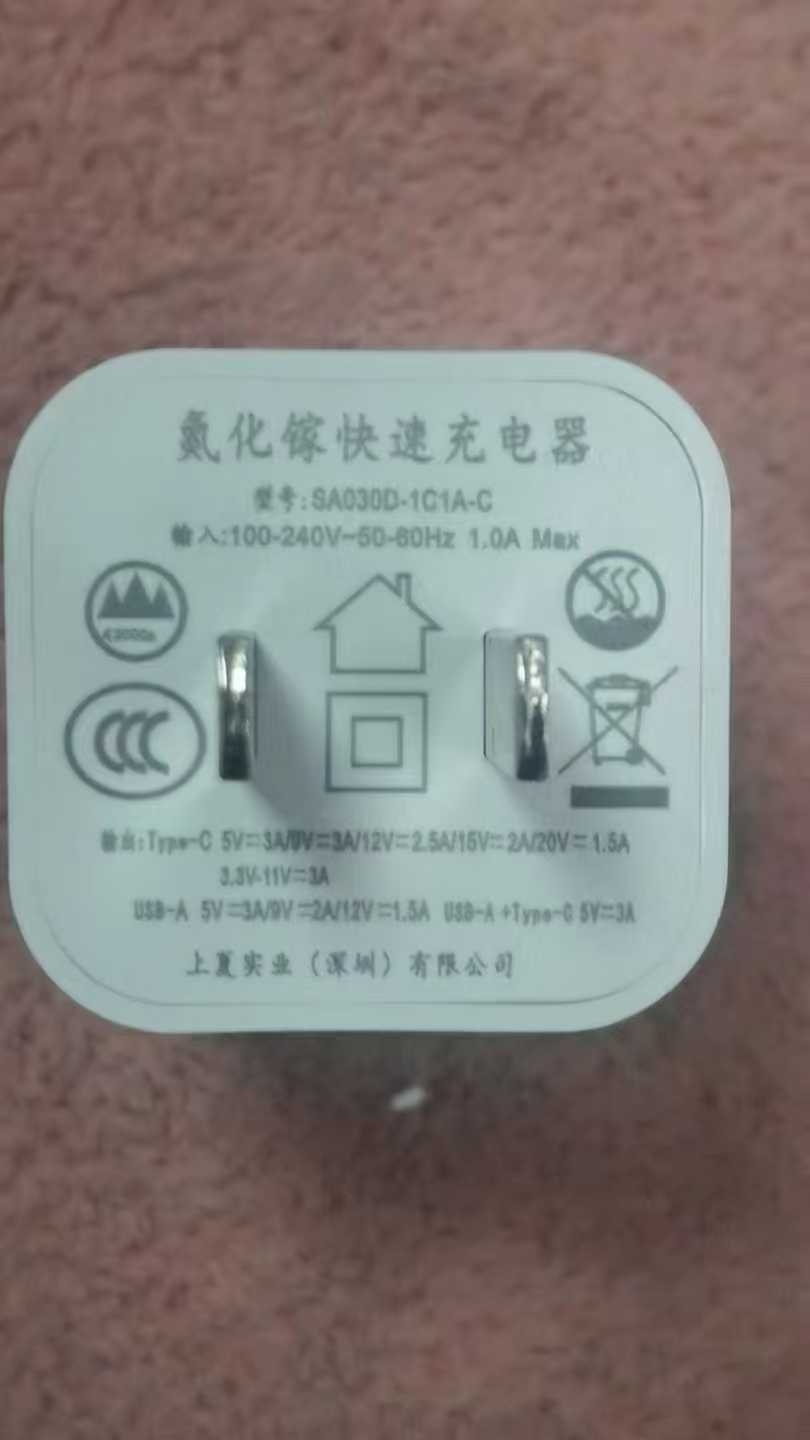 氮化镓快速充电器
型号:SA030D-1C1A-C
输入:100-240V~50-60Hz 1.0A Max
CCC
输出:Type-C 5V⎓3A/9V⎓3A/12V⎓2.5A/15V⎓2A/20V⎓1.5A
3.3V-11V⎓3A
USB-A 5V⎓3A/9V⎓2A/12V⎓1.5A USB-A+Type-C 5V⎓3A
上夏实业（深圳）有限公司